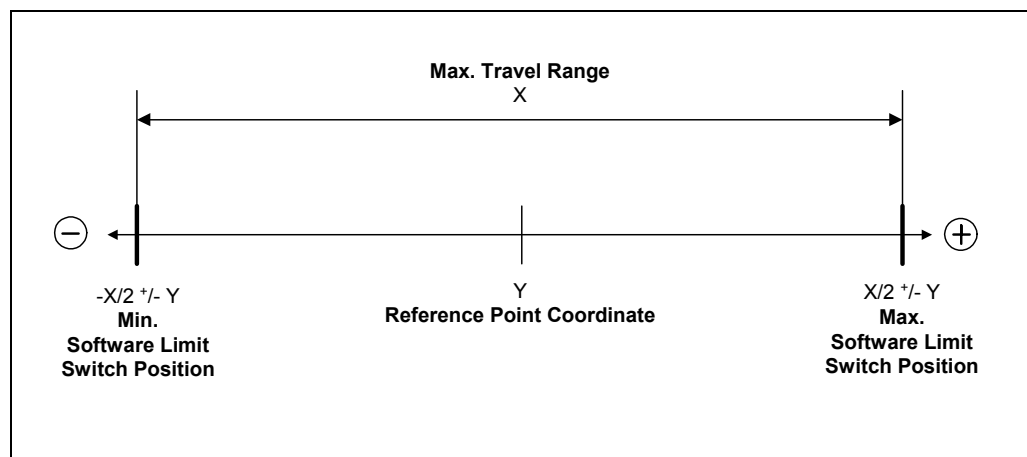 Max. Travel Range
X
−
+
-X/2 +/- Y
Min.
Software Limit
Switch Position
Y
Reference Point Coordinate
X/2 +/- Y
Max.
Software Limit
Switch Position